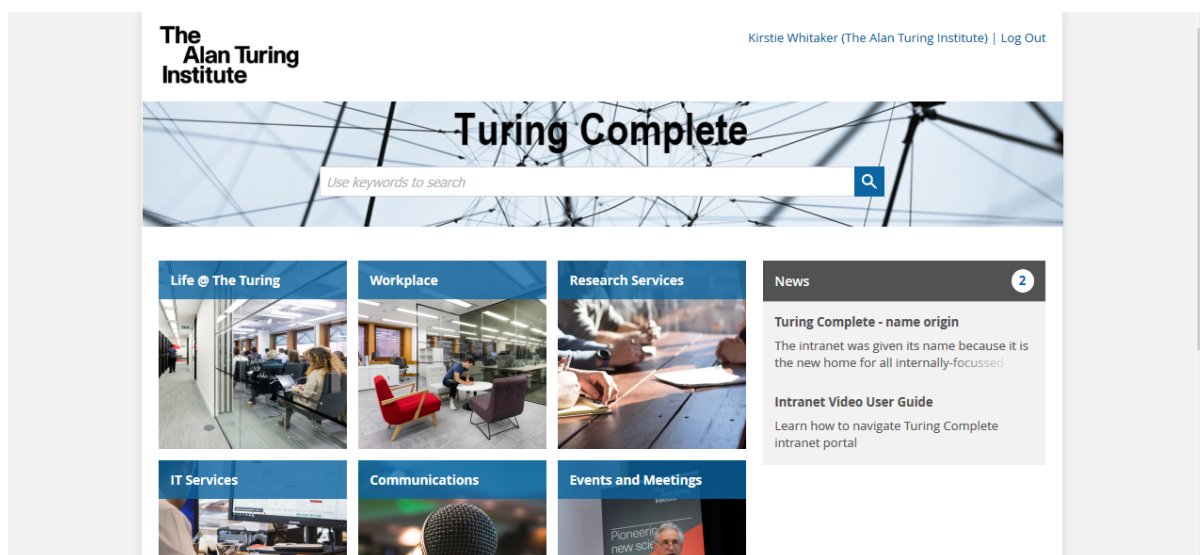 The
Alan Turing
Institute
Kirstie Whitaker (The Alan Turing Institute) | Log Out
Turing Complete
Use keywords to search
Life @ The Turing
Workplace
Research Services
News
2
Turing Complete - name origin
The intranet was given its name because it is
the new home for all internally-focussed
Intranet Video User Guide
Learn how to navigate Turing Complete
intranet portal
IT Services
Communications
Events and Meetings
Pioneering
new scie